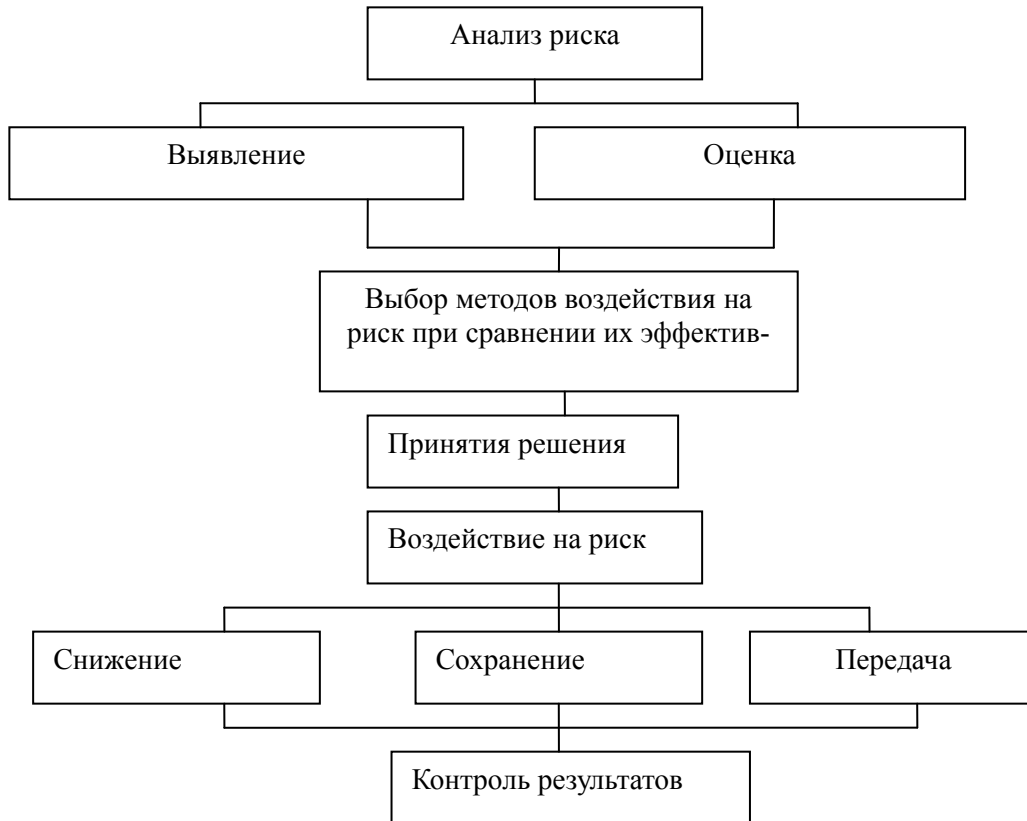 Анализ риска
Выявление
Оценка
Выбор методов воздействия на
риск при сравнении их эффектив-
Принятия решения
Воздействие на риск
Снижение
Сохранение
Передача
Контроль результатов